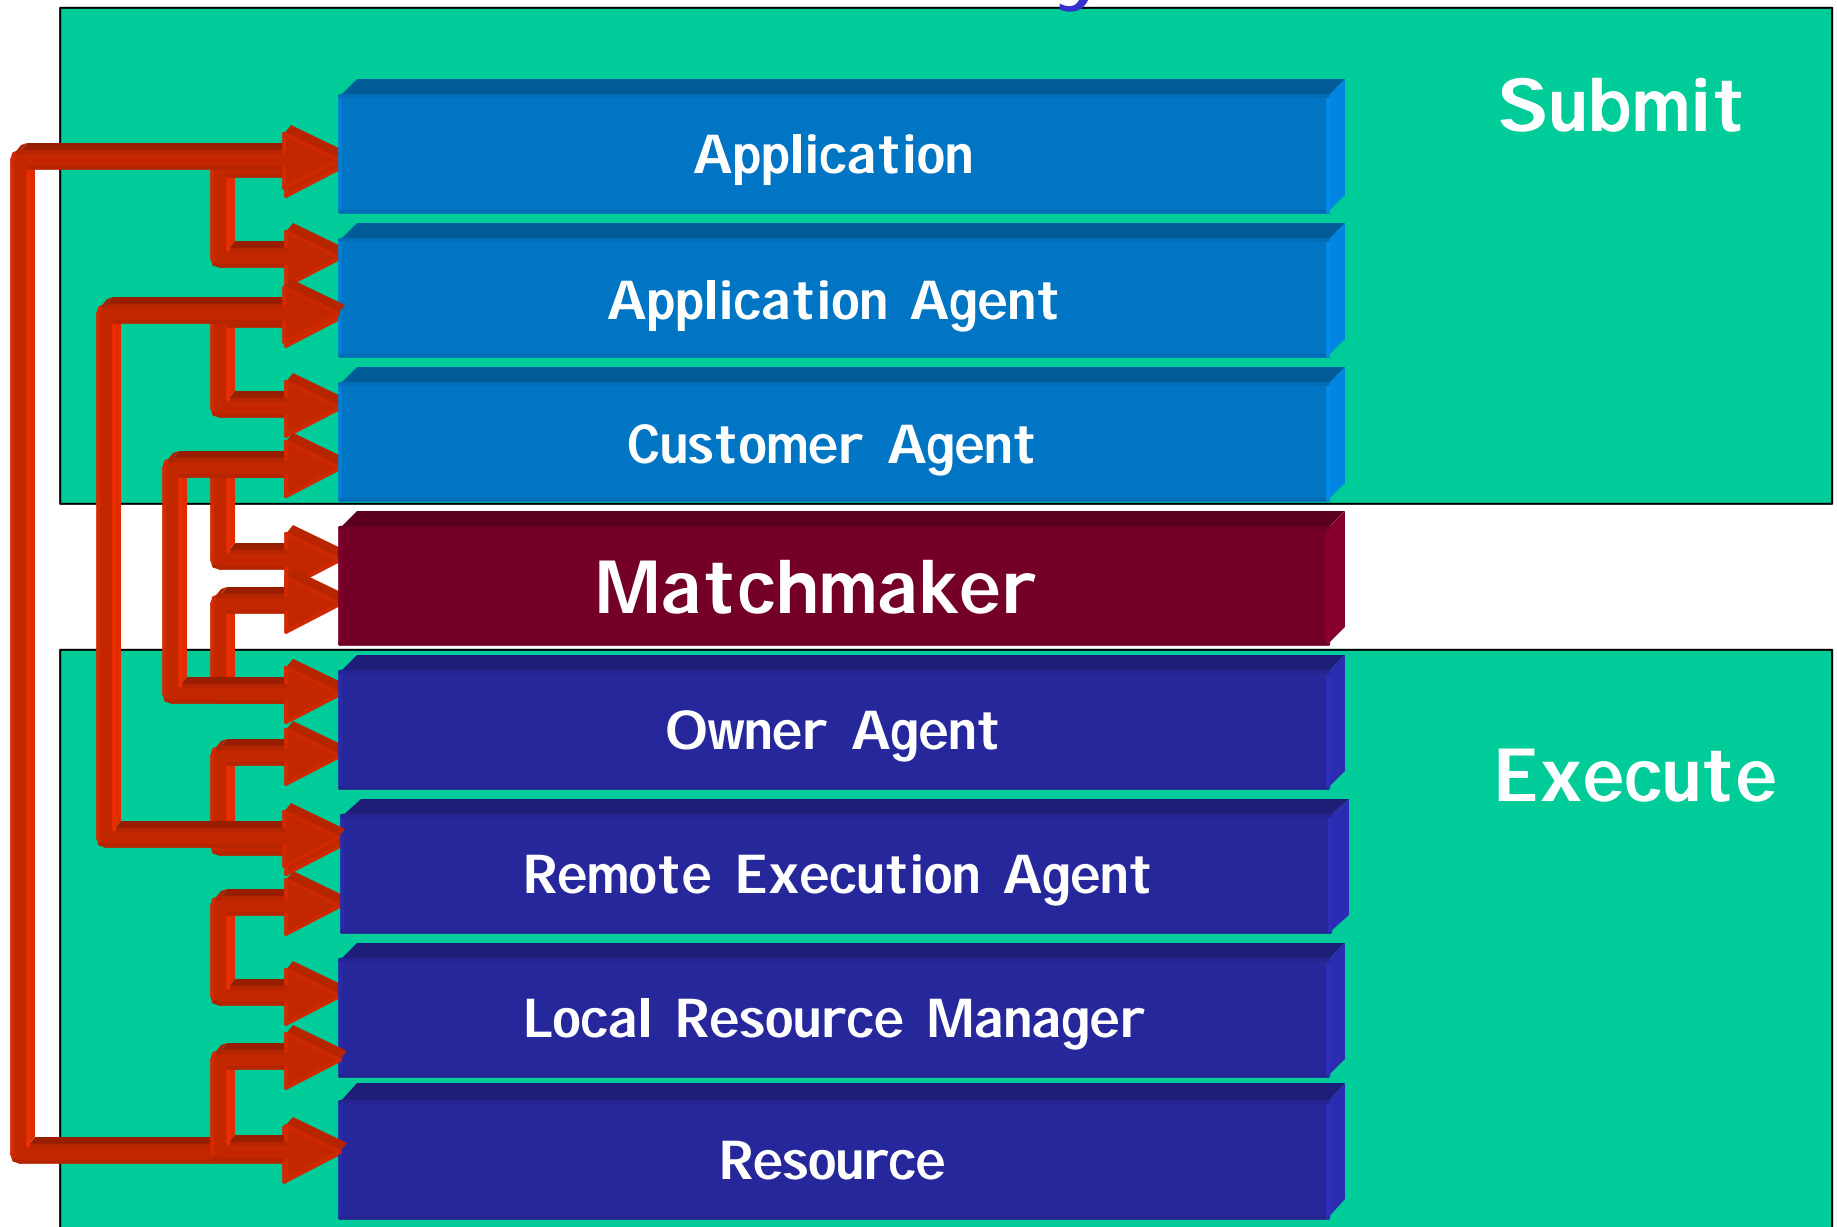 Submit
Application
Application Agent
Customer Agent
Matchmaker
Owner Agent
Execute
Remote Execution Agent
Local Resource Manager
Resource